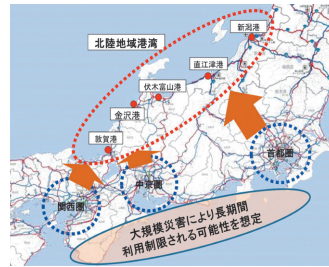 北陸地域港湾
新潟港
直江津港
伏木富山港
金沢港
敦賀港
首都圏
中京圏
関西圏
大規模災害により長期間
利用制限される可能性を想定